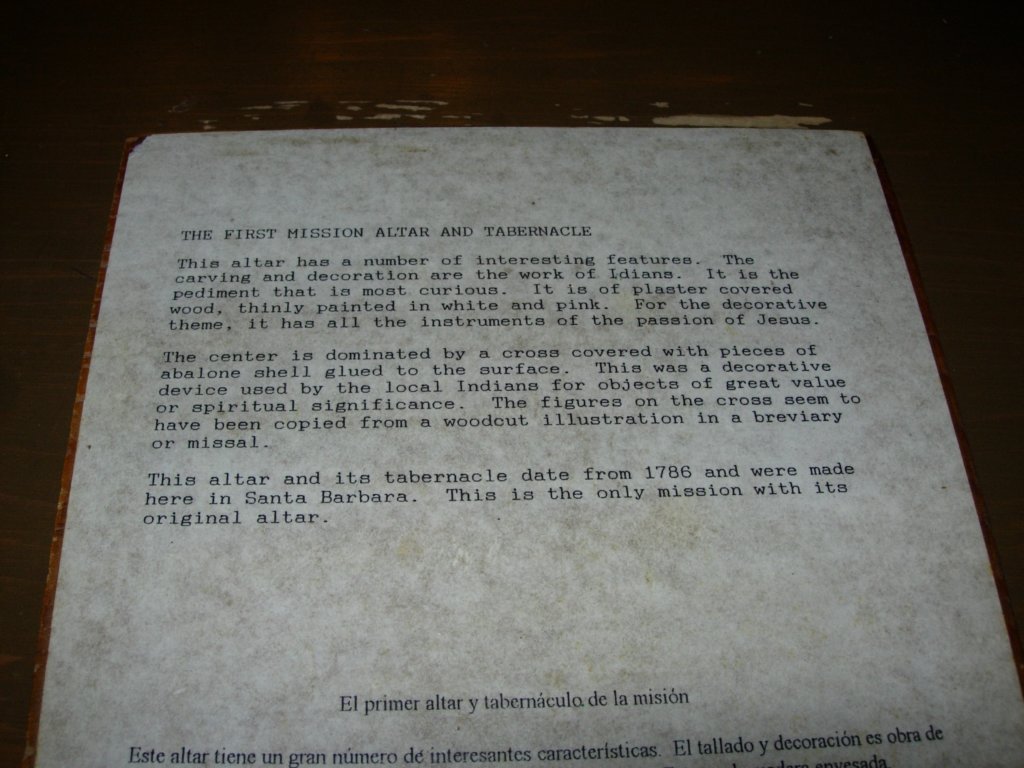 THE FIRST MISSION ALTAR AND TABERNACLE
This altar has a number of interesting features. The
carving and decoration are the work of Idians. It is the
pediment that is most curious. It is of plaster covered
wood, thinly painted in white and pink. For the decorative
theme, it has all the instruments of the passion of Jesus.
The center is dominated by a cross covered with pieces of
abalone shell glued to the surface. This was a decorative
device used by the local Indians for objects of great value
or spiritual significance. The figures on the cross seem to
have been copied from a woodcut illustration in a breviary
or missal.
This altar and its tabernacle date from 1786 and were made
here in Santa Barbara. This is the only mission with its
original altar.
El primer altar y tabernáculo de la misión
Este altar tiene un gran número de interesantes características. El tallado y decoración es obra de
madera enyesada.